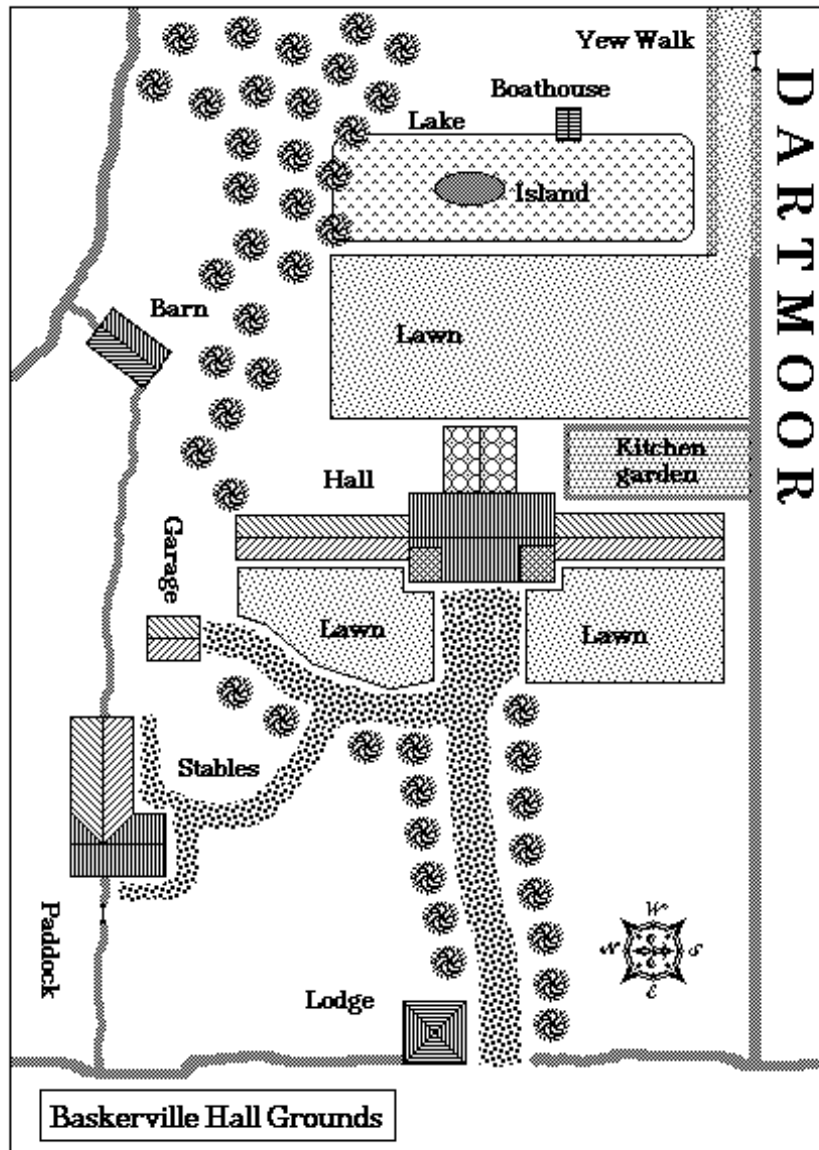 Yew Walk
Boathouse
Lake
Island
DARTMOOR
Barn
Lawn
Kitchen
garden
Hall
Garage
Lawn
Lawn
Stables
Paddock
W
N S
E
Lodge
Baskerville Hall Grounds